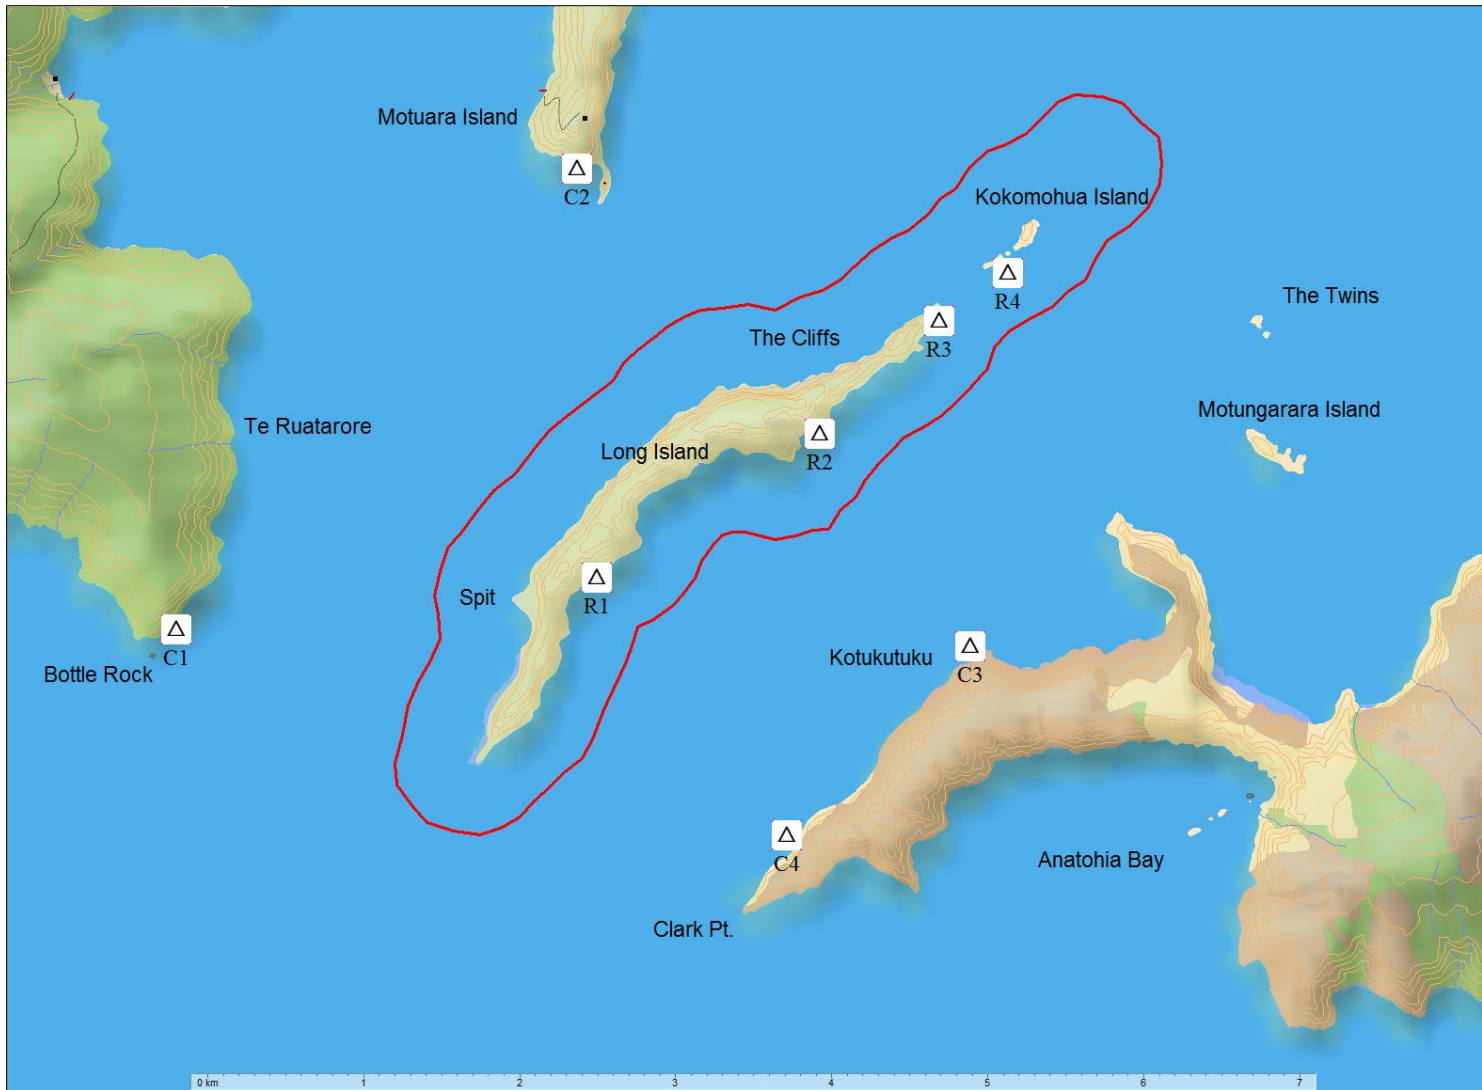 Motuara Island
C2
Kokomohua Island
R4
The Twins
The Cliffs
R3
Motungarara Island
Te Ruatarore
Long Island
R2
Spit
R1
Bottle Rock
C1
Kotukutuku
C3
C4
Anatohia Bay
Clark Pt.
0 km 1 2 3 4 5 6 7